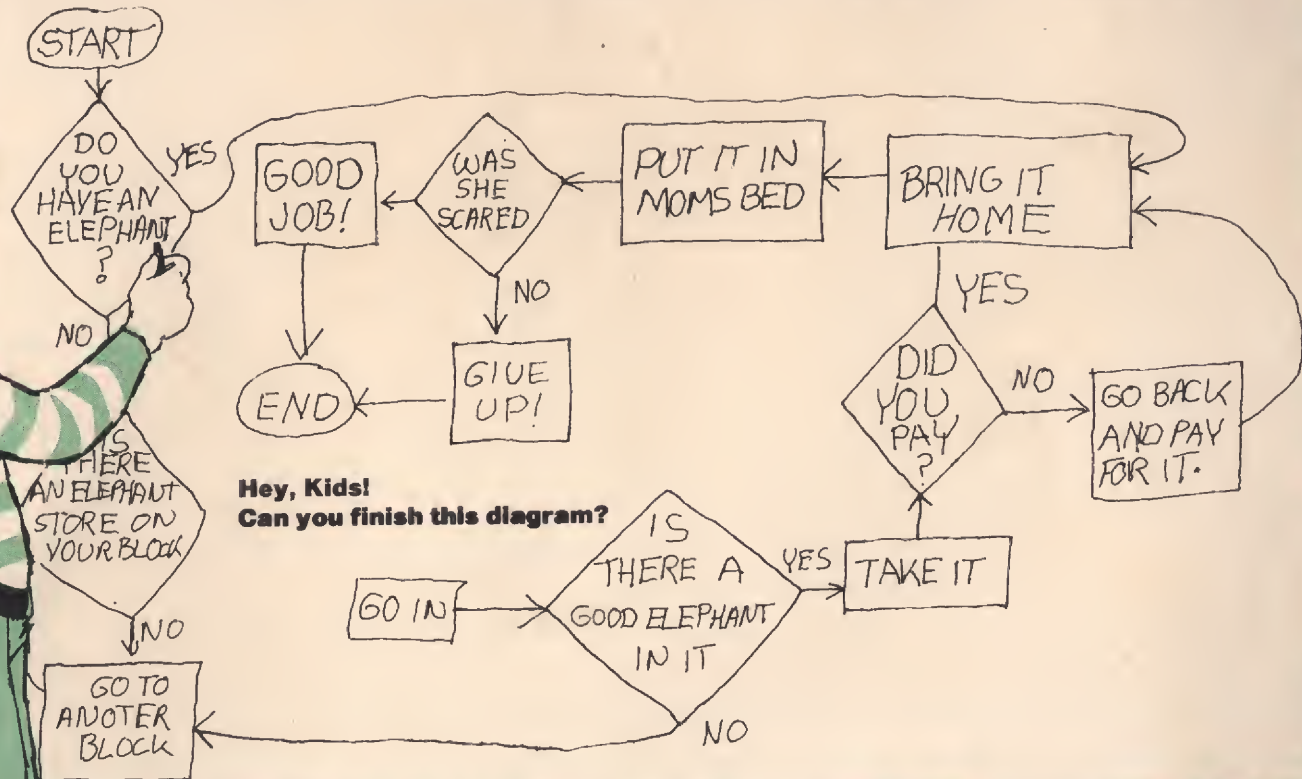 START
DO
YOU
HAVE AN
ELEPHANT
?
YES
NO
GOOD
JOB!
WAS
SHE
SCARED
NO
PUT IT IN
MOMS BED
BRING IT
HOME
YES
END
GIUE
UP!
DID
YOU
PAY
?
NO
GO BACK
AND PAY
FOR IT.
IS
THERE
AN ELEPHANT
STORE ON
YOUR BLOCK
NO
Hey, Kids!
Can you finish this diagram?
GO IN
IS
THERE A
GOOD ELEPHANT
IN IT
YES
TAKE IT
NO
GO TO
ANOTER
BLOCK